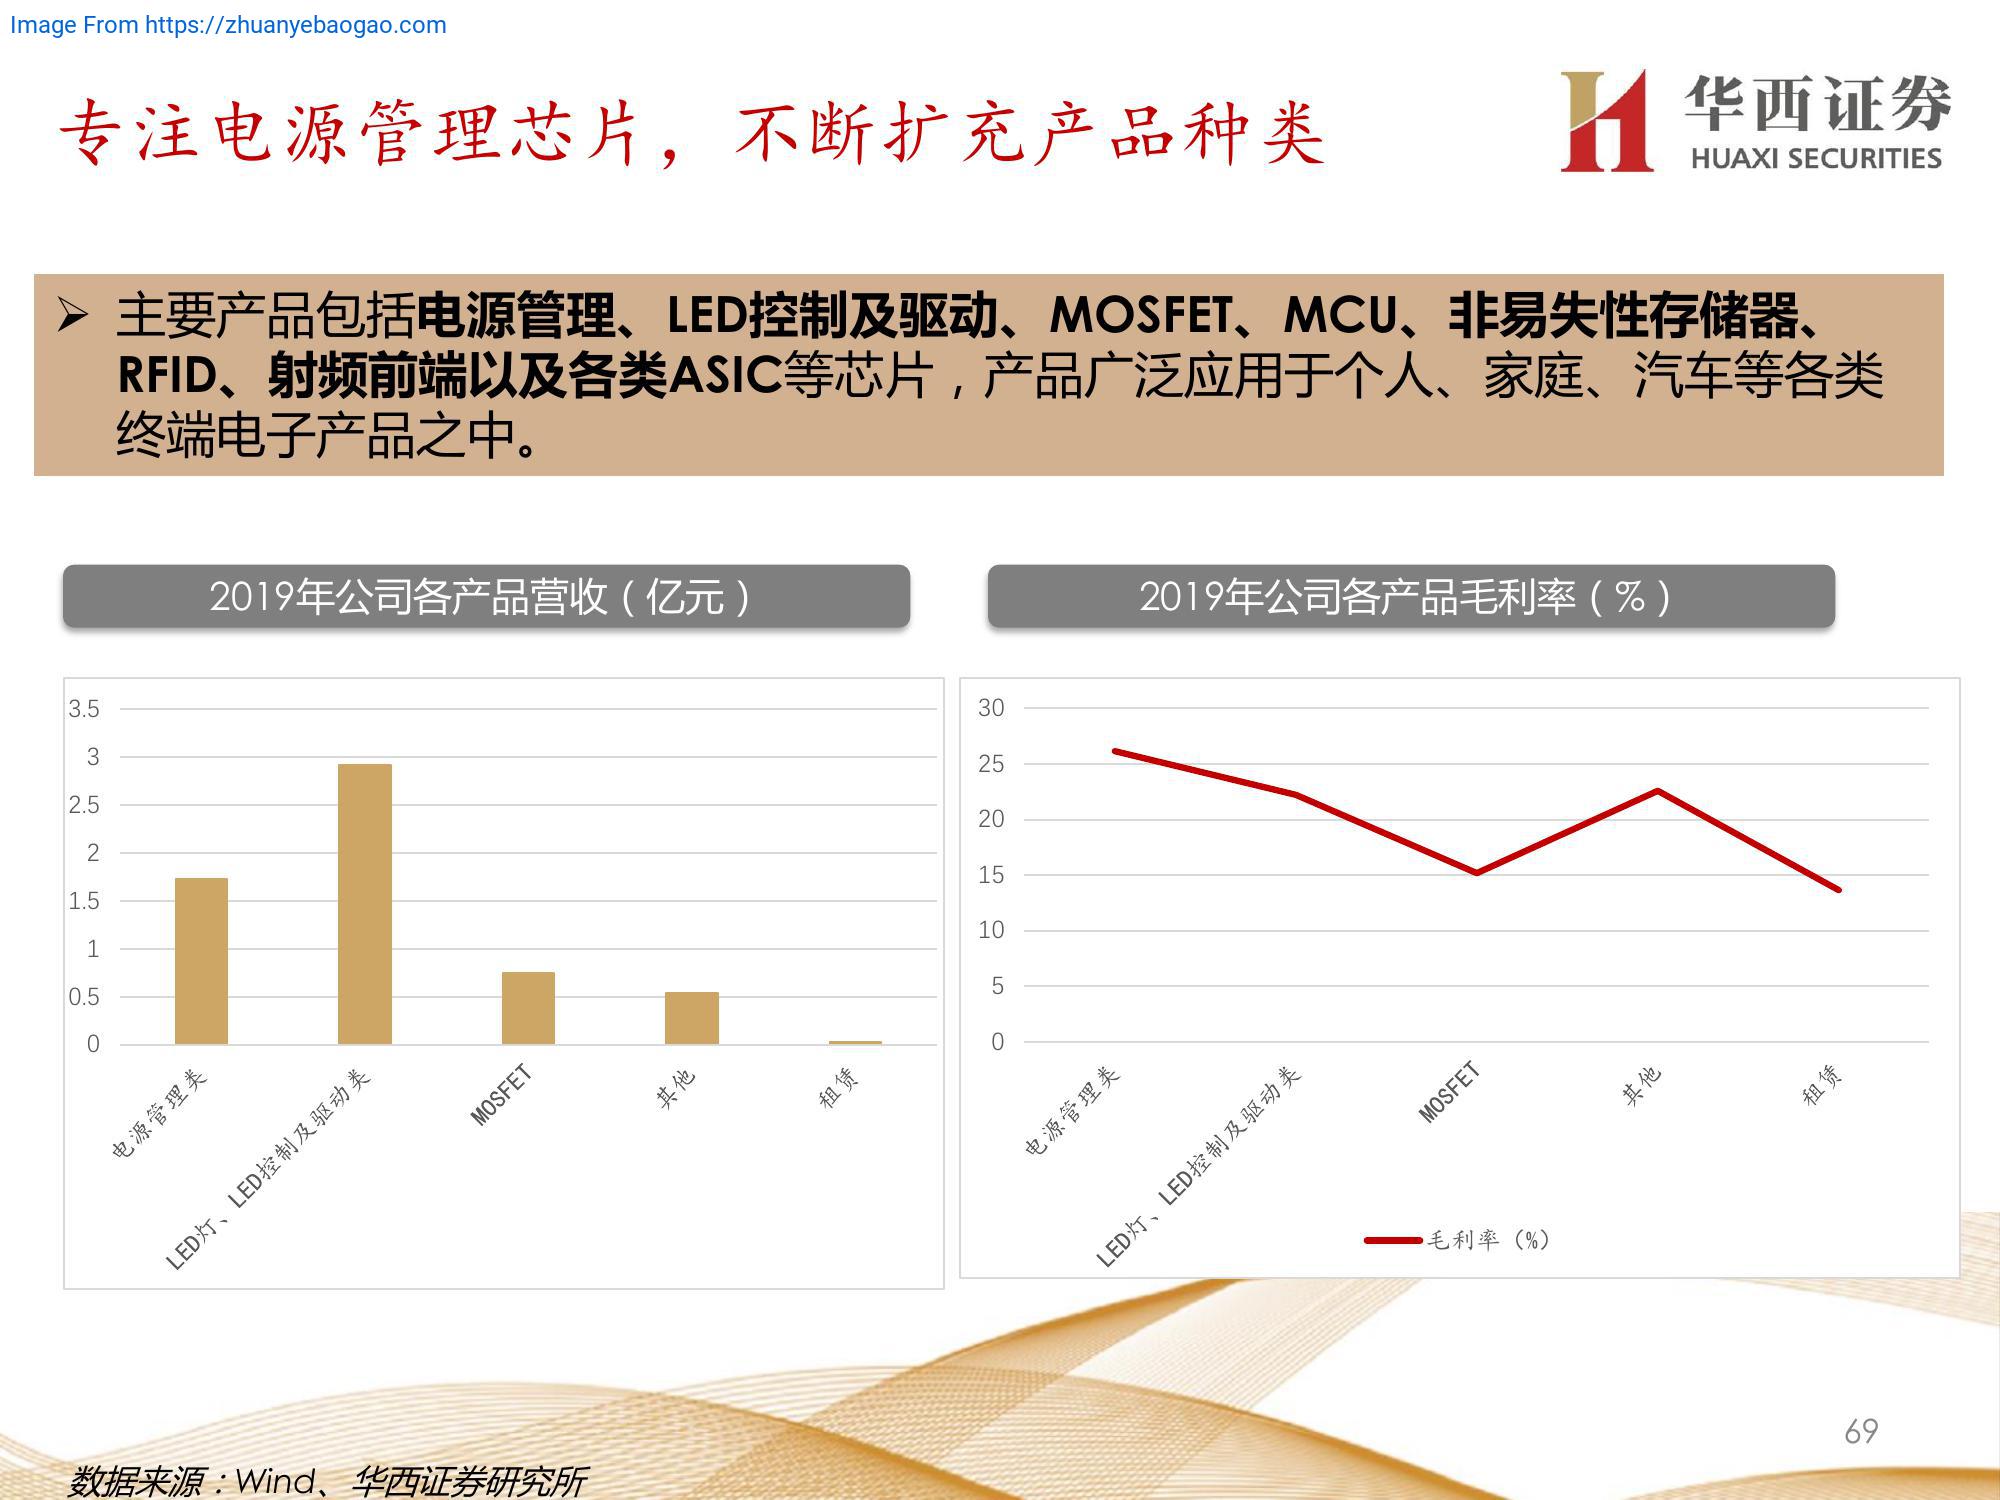 Image From https://zhuanyebaogao.com
专注电源管理芯片，不断扩充产品种类
华西证券
HUAXI SECURITIES
➢ 主要产品包括电源管理、LED控制及驱动、MOSFET、MCU、非易失性存储器、
RFID、射频前端以及各类ASIC等芯片，产品广泛应用于个人、家庭、汽车等各类
终端电子产品之中。
2019年公司各产品营收（亿元）
3.5
3
2.5
2
1.5
1
0.5
0
电源管理类
LED灯、LED控制及驱动类
MOSFET
其他
租赁
2019年公司各产品毛利率（%）
30
25
20
15
10
5
0
电源管理类
LED灯、LED控制及驱动类
MOSFET
其他
租赁
毛利率（%）
69
数据来源：Wind、华西证券研究所